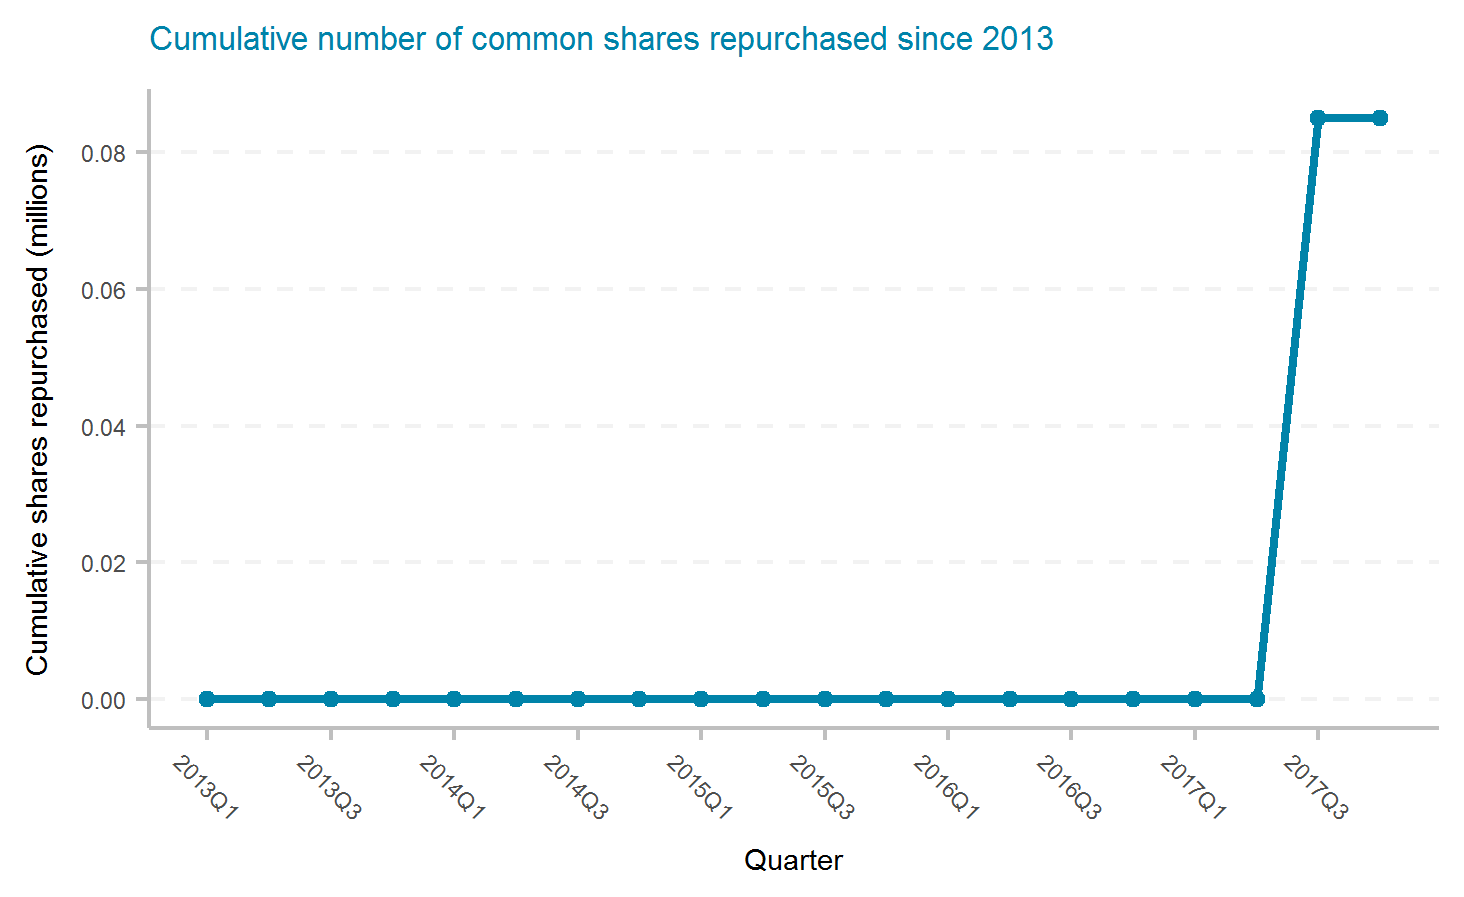 Cumulative number of common shares repurchased since 2013
Cumulative shares repurchased (millions)
0.08
0.06
0.04
0.02
0.00
2013Q1
2013Q3
2014Q1
2014Q3
2015Q1
2015Q3
2016Q1
2016Q3
2017Q1
2017Q3
Quarter